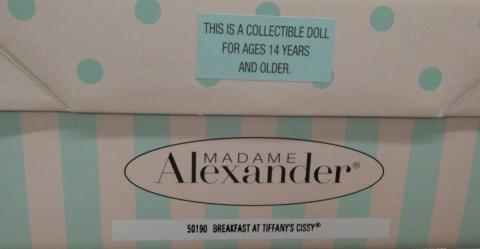 THIS IS A COLLECTIBLE DOLL
FOR AGES 14 YEARS
AND OLDER.
MADAME
Alexander®
50190 BREAKFAST AT TIFFANY'S CISSY®